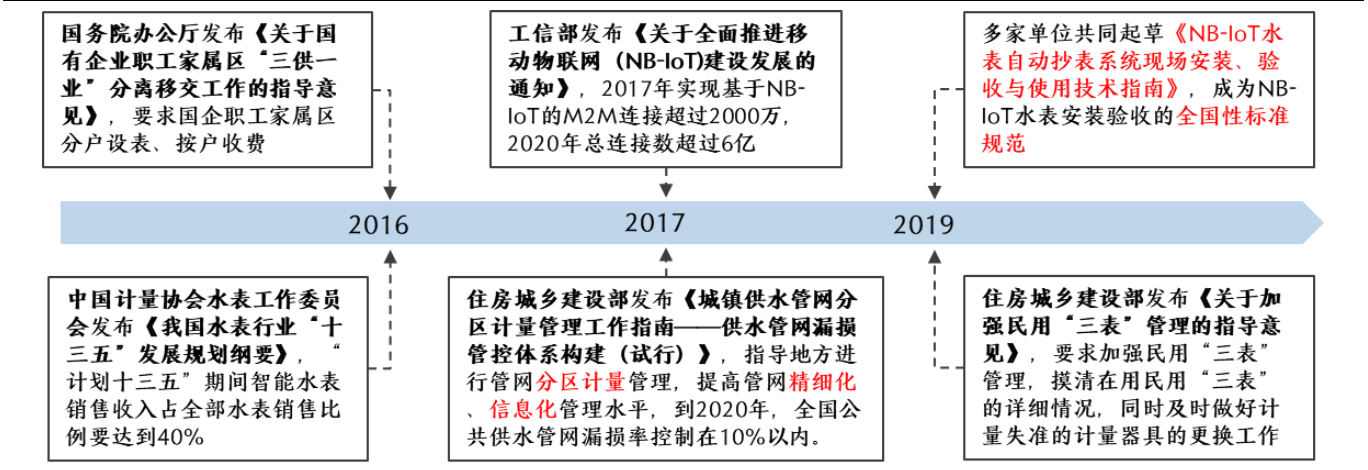 国务院办公厅发布《关于国
有企业职工家属区“三供一
业”分离移交工作的指导意
见》，要求国企职工家属区
分户设表、按户收费
工信部发布《关于全面推进移
动物联网（NB-IoT)建设发展的
通知》，2017年实现基于NB-
IoT的M2M连接超过2000万，
2020年总连接数超过6亿
多家单位共同起草《NB-IoT水
表自动抄表系统现场安装、验
收与使用技术指南》，成为NB-
IoT水表安装验收的全国性标准
规范
2016
2017
2019
中国计量协会水表工作委员
会发布《我国水表行业“十
三五”发展规划纲要》，“
计划十三五”期间智能水表
销售收入占全部水表销售比
例要达到40%
住房城乡建设部发布《城镇供水管网分
区计量管理工作指南——供水管网漏损
管控体系构建（试行）》，指导地方进
行管网分区计量管理，提高管网精细化
、信息化管理水平，到2020年，全国公
共供水管网漏损率控制在10%以内。
住房城乡建设部发布《关于加
强民用“三表”管理的指导意
见》，要求加强民用“三表”
管理，摸清在用民用“三表”
的详细情况，同时及时做好计
量失准的计量器具的更换工作